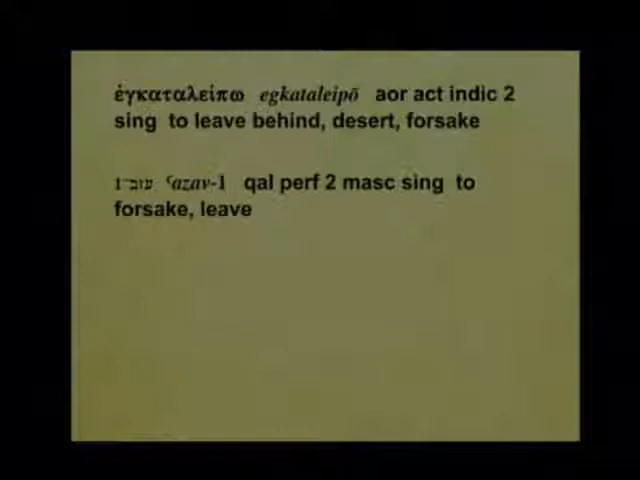 ἐγκαταλείπω egkataleipō aor act indic 2
sing to leave behind, desert, forsake
עזב־1 ʿazav-1 qal perf 2 masc sing to
forsake, leave